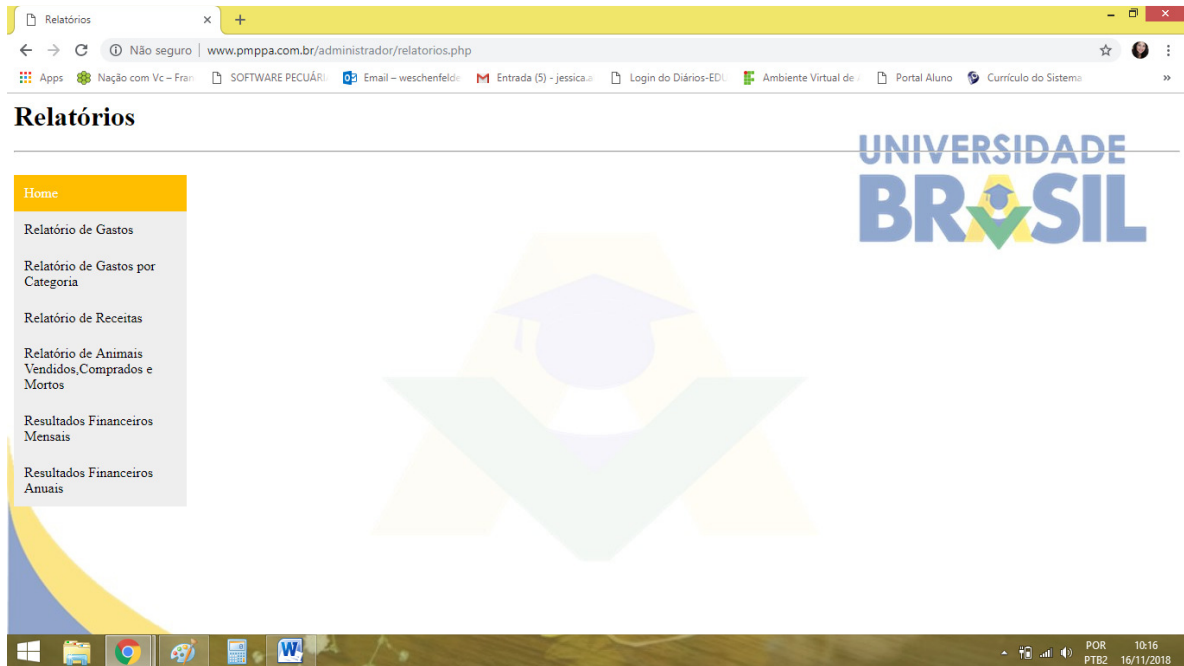 Relatórios
Não seguro | www.pmppa.com.br/administrador/relatorios.php
Apps Nação com Vc – Fran SOFTWARE PECUÁRI Email – weschenfelde Entrada (5) - jessica.a Login do Diários-EDU Ambiente Virtual de Portal Aluno Currículo do Sistema »
Relatórios
UNIVERSIDADE
BRASIL
Home
Relatório de Gastos
Relatório de Gastos por
Categoria
Relatório de Receitas
Relatório de Animais
Vendidos,Comprados e
Mortos
Resultados Financeiros
Mensais
Resultados Financeiros
Anuais
POR 10:16
PTB2 16/11/2018